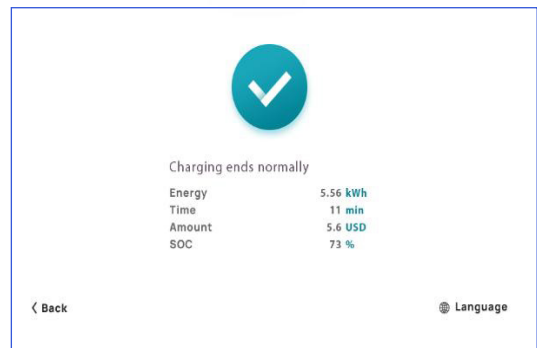 Charging ends normally
Energy 5.56 kWh
Time 11 min
Amount 5.6 USD
SOC 73 %
< Back
Language